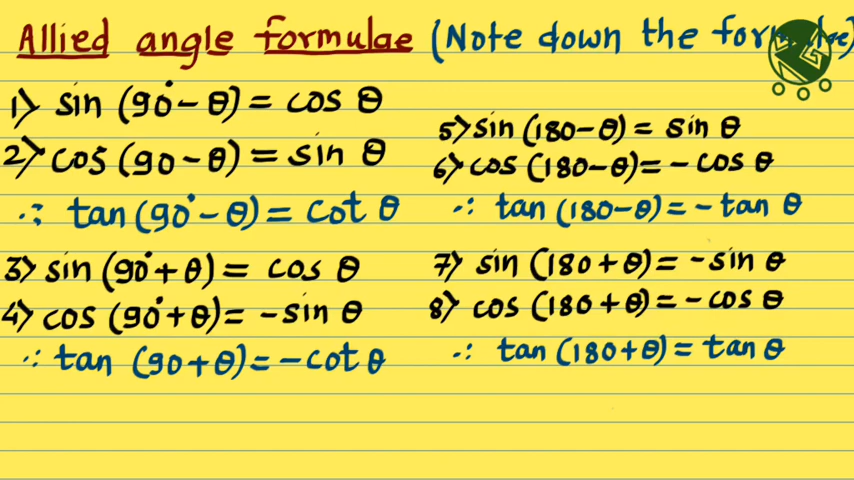 Allied angle formulae (Note down the formulae)
1) sin (90° - θ) = cos θ
2) cos (90 - θ) = sin θ
∴ tan (90° - θ) = cot θ
3) sin (90° + θ) = cos θ
4) cos (90° + θ) = - sin θ
∴ tan (90 + θ) = - cot θ
5) sin (180 - θ) = sin θ
6) cos (180 - θ) = - cos θ
∴ tan (180 - θ) = - tan θ
7) sin (180 + θ) = - sin θ
8) cos (180 + θ) = - cos θ
∴ tan (180 + θ) = tan θ